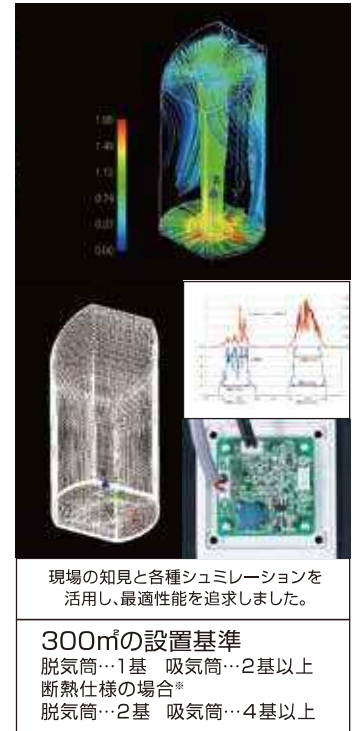 現場の知見と各種シュミレーションを
活用し、最適性能を追求しました。
300㎡の設置基準
脱気筒…1基 吸気筒…2基以上
断熱仕様の場合※
脱気筒…2基 吸気筒…4基以上